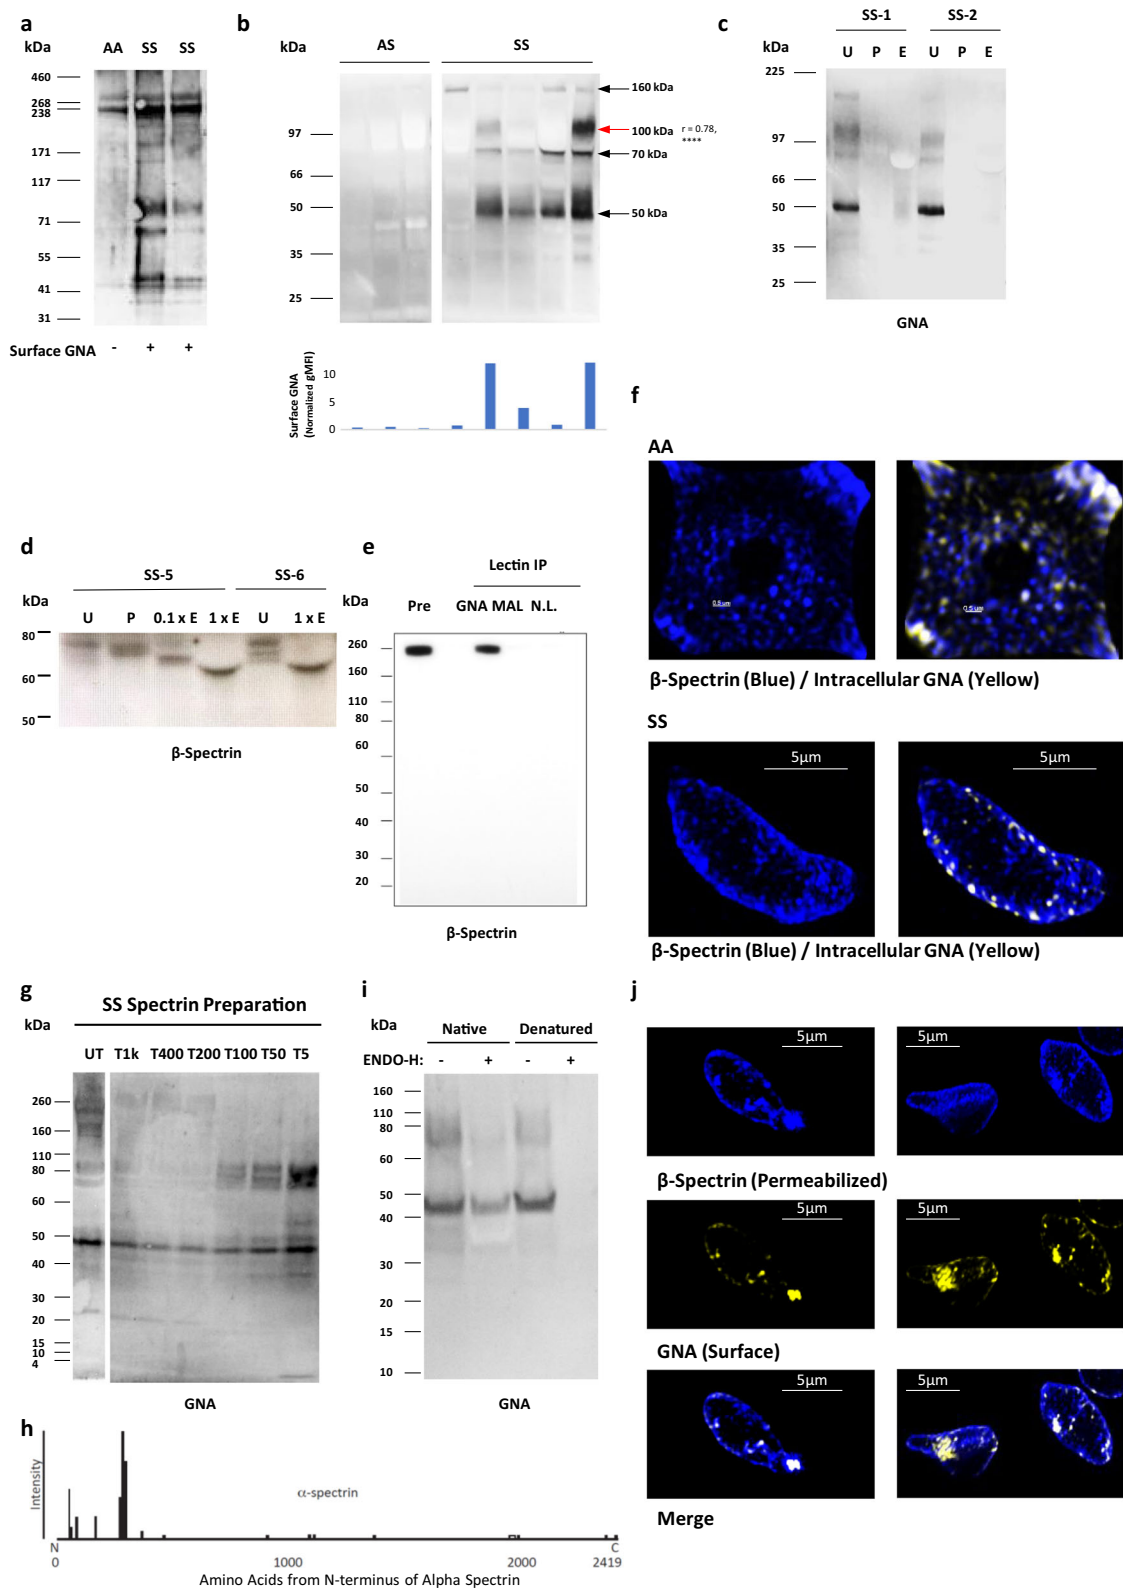 a
kDa
AA SS SS
460
268
238
171
117
71
55
41
31
Surface GNA - + +
b
kDa
AS
SS
97
66
50
35
25
160 kDa
100 kDa
r = 0.78,
****
70 kDa
50 kDa
Surface GNA
(Normalized gMFI)
10
5
0
c
SS-1 SS-2
kDa
U P E U P E
225
97
66
50
35
25
GNA
d
SS-5 SS-6
kDa
U P 0.1 x E 1 x E U 1 x E
80
60
50
β-Spectrin
e
Lectin IP
kDa
Pre GNA MAL N.L.
260
160
110
80
60
50
40
30
20
β-Spectrin
f
AA
0.5 um
0.5 um
β-Spectrin (Blue) / Intracellular GNA (Yellow)
SS
5μm
5μm
β-Spectrin (Blue) / Intracellular GNA (Yellow)
g
SS Spectrin Preparation
kDa
UT T1k T400 T200 T100 T50 T5
260
160
110
80
60
50
40
30
20
15
10
4
GNA
h
Intensity
α-spectrin
N C
0 1000 2000 2419
Amino Acids from N-terminus of Alpha Spectrin
i
kDa
Native Denatured
ENDO-H: - + - +
160
110
80
60
50
40
30
20
15
10
GNA
j
5μm
5μm
β-Spectrin (Permeabilized)
5μm
5μm
GNA (Surface)
5μm
5μm
Merge